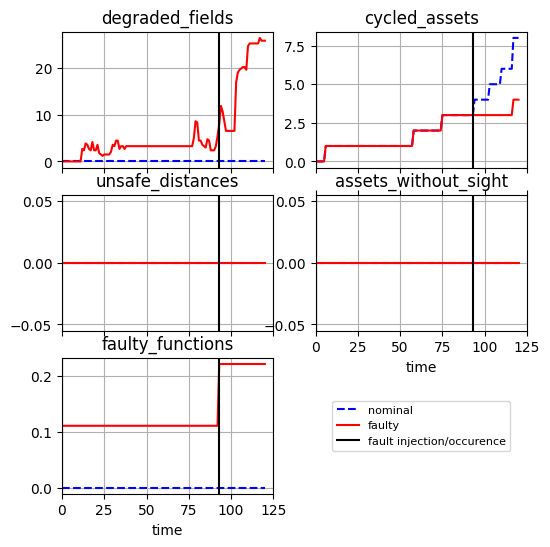 degraded_fields
cycled_assets
20
10
0
7.5
5.0
2.5
0.0
unsafe_distances
assets_without_sight
0.05
0.00
−0.05
0.05
0.00
−0.05
0 25 50 75 100 125
time
faulty_functions
0.2
0.1
0.0
0 25 50 75 100 125
time
nominal
faulty
fault injection/occurence